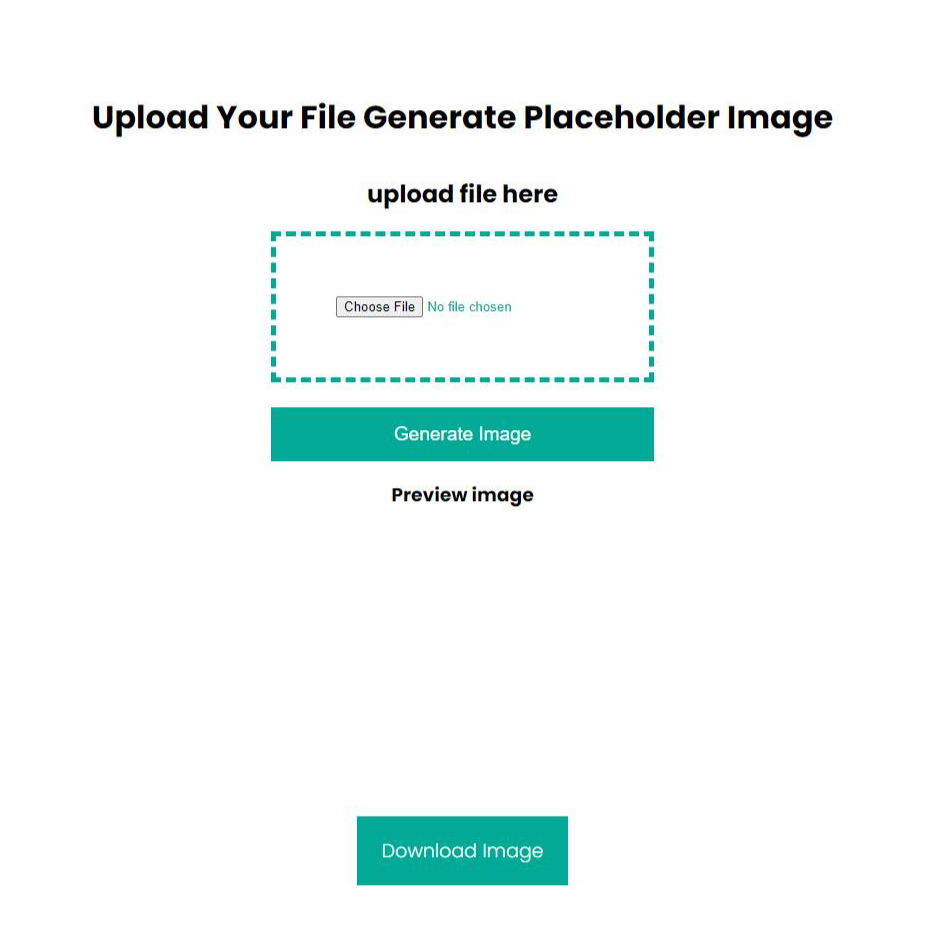 Upload Your File Generate Placeholder Image
upload file here
Choose File No file chosen
Generate Image
Preview image
Download Image